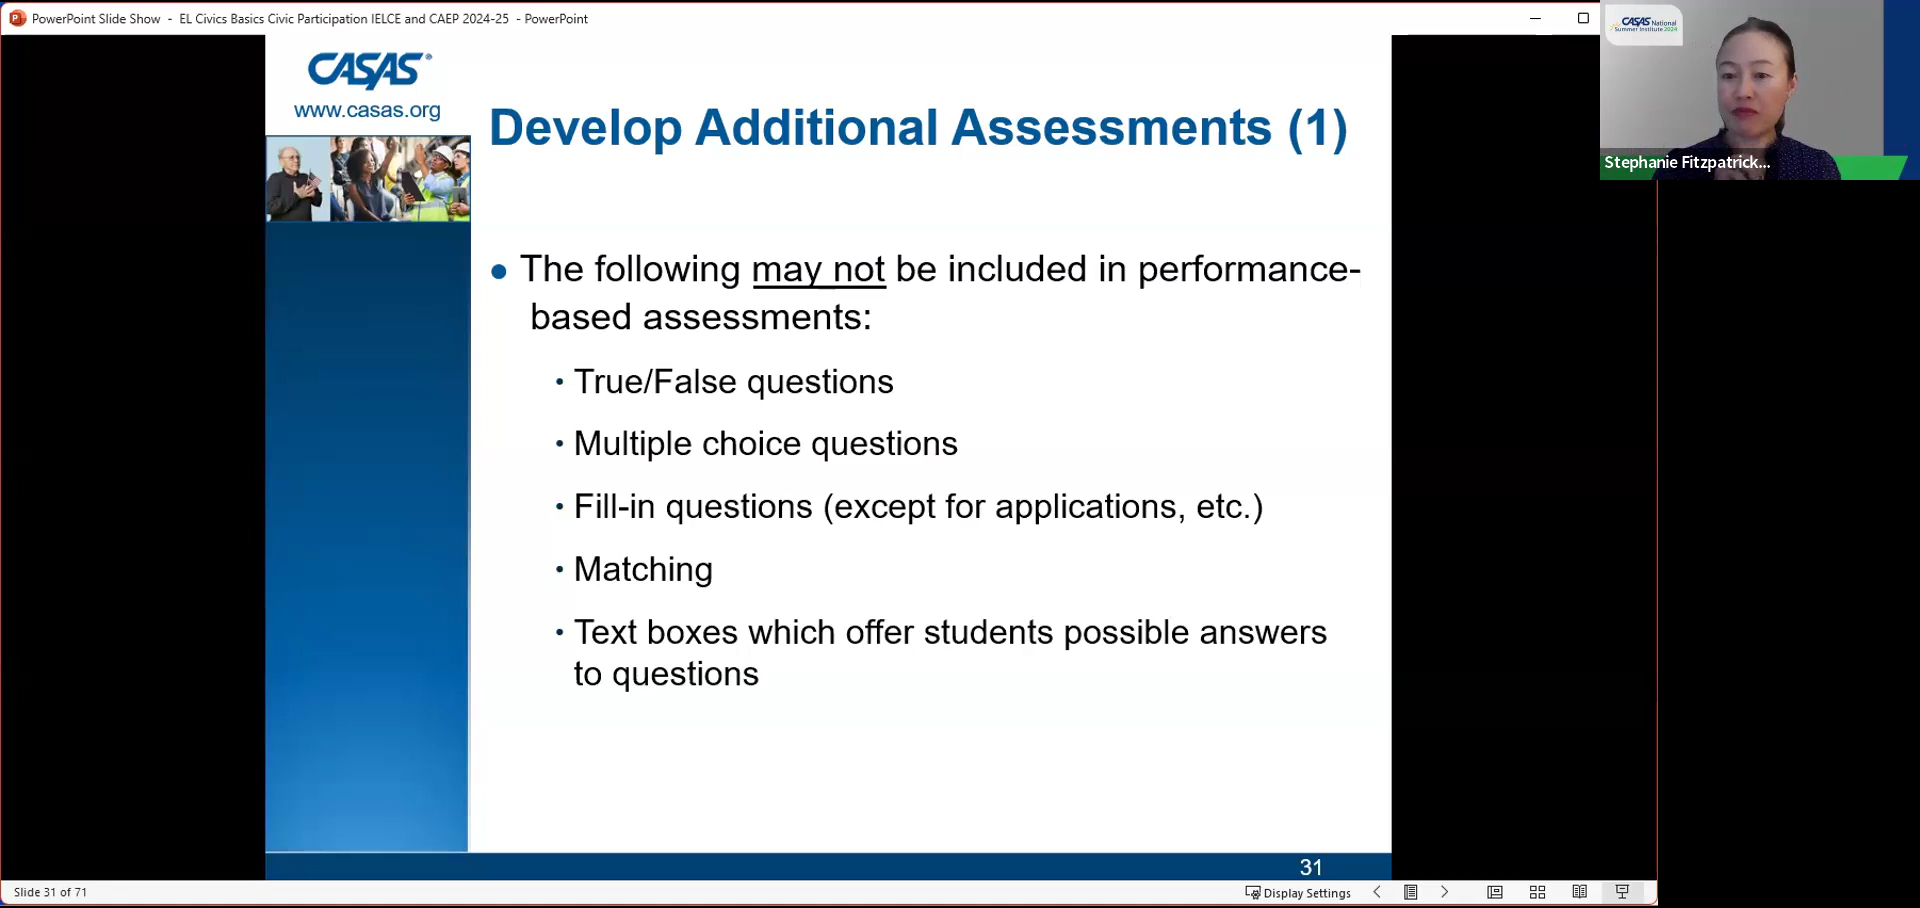 PowerPoint Slide Show - EL Civics Basics Civic Participation IELCE and CAEP 2024-25 - PowerPoint
CASAS National
Summer Institute 2024
Stephanie Fitzpatrick...
CASAS®
www.casas.org
Develop Additional Assessments (1)
The following may not be included in performance-
based assessments:
True/False questions
Multiple choice questions
Fill-in questions (except for applications, etc.)
Matching
Text boxes which offer students possible answers
to questions
31
Slide 31 of 71
Display Settings